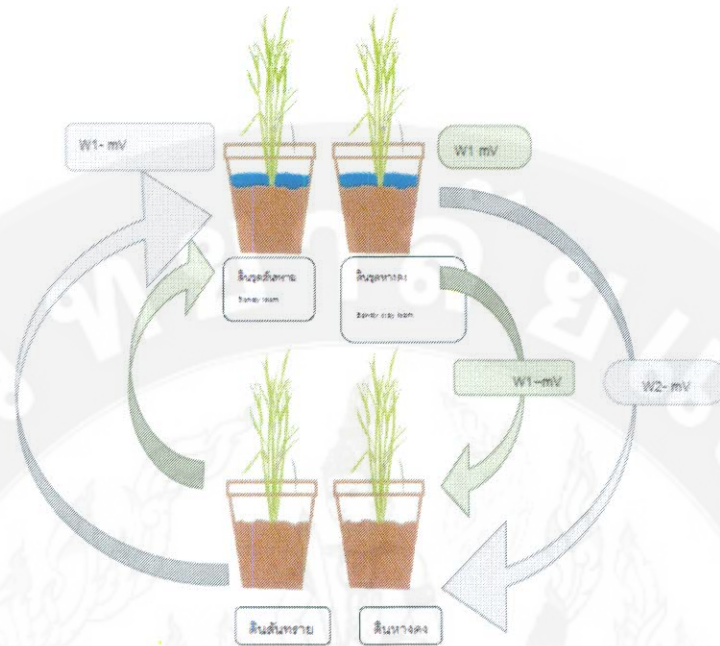 W1- mV
W1 mV
ดินชุดสันทราย
Sandy loam
ดินชุดหางดง
Sandy clay loam
W1--mV
W2- mV
ดินสันทราย
ดินหางดง